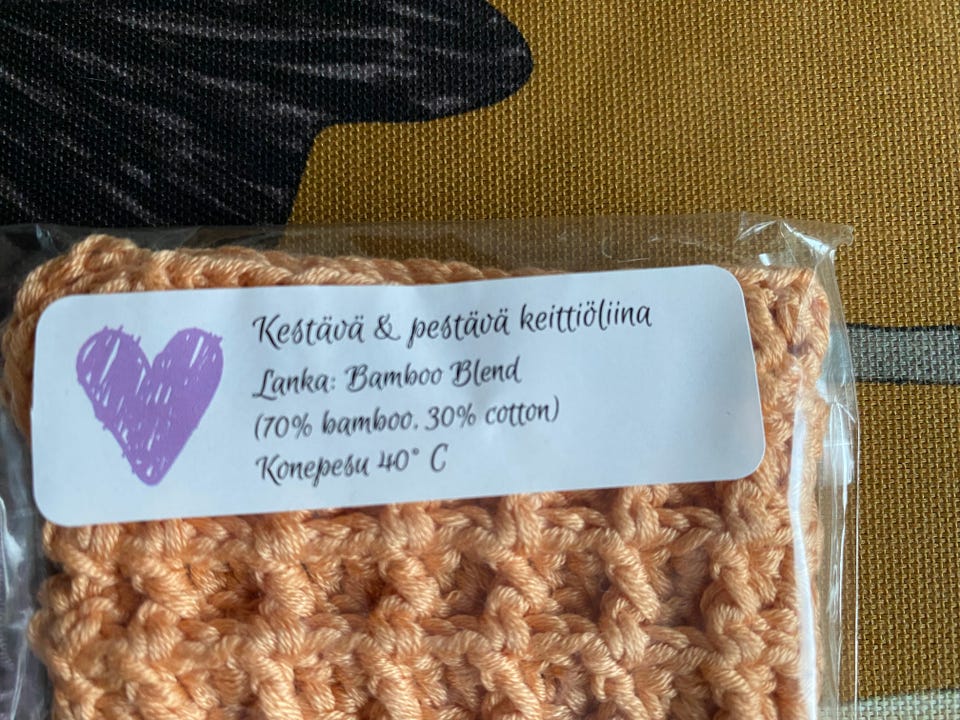 Kestävä & pestävä keittiöliina
Lanka: Bamboo Blend
(70% bamboo, 30% cotton)
Konepesu 40° C